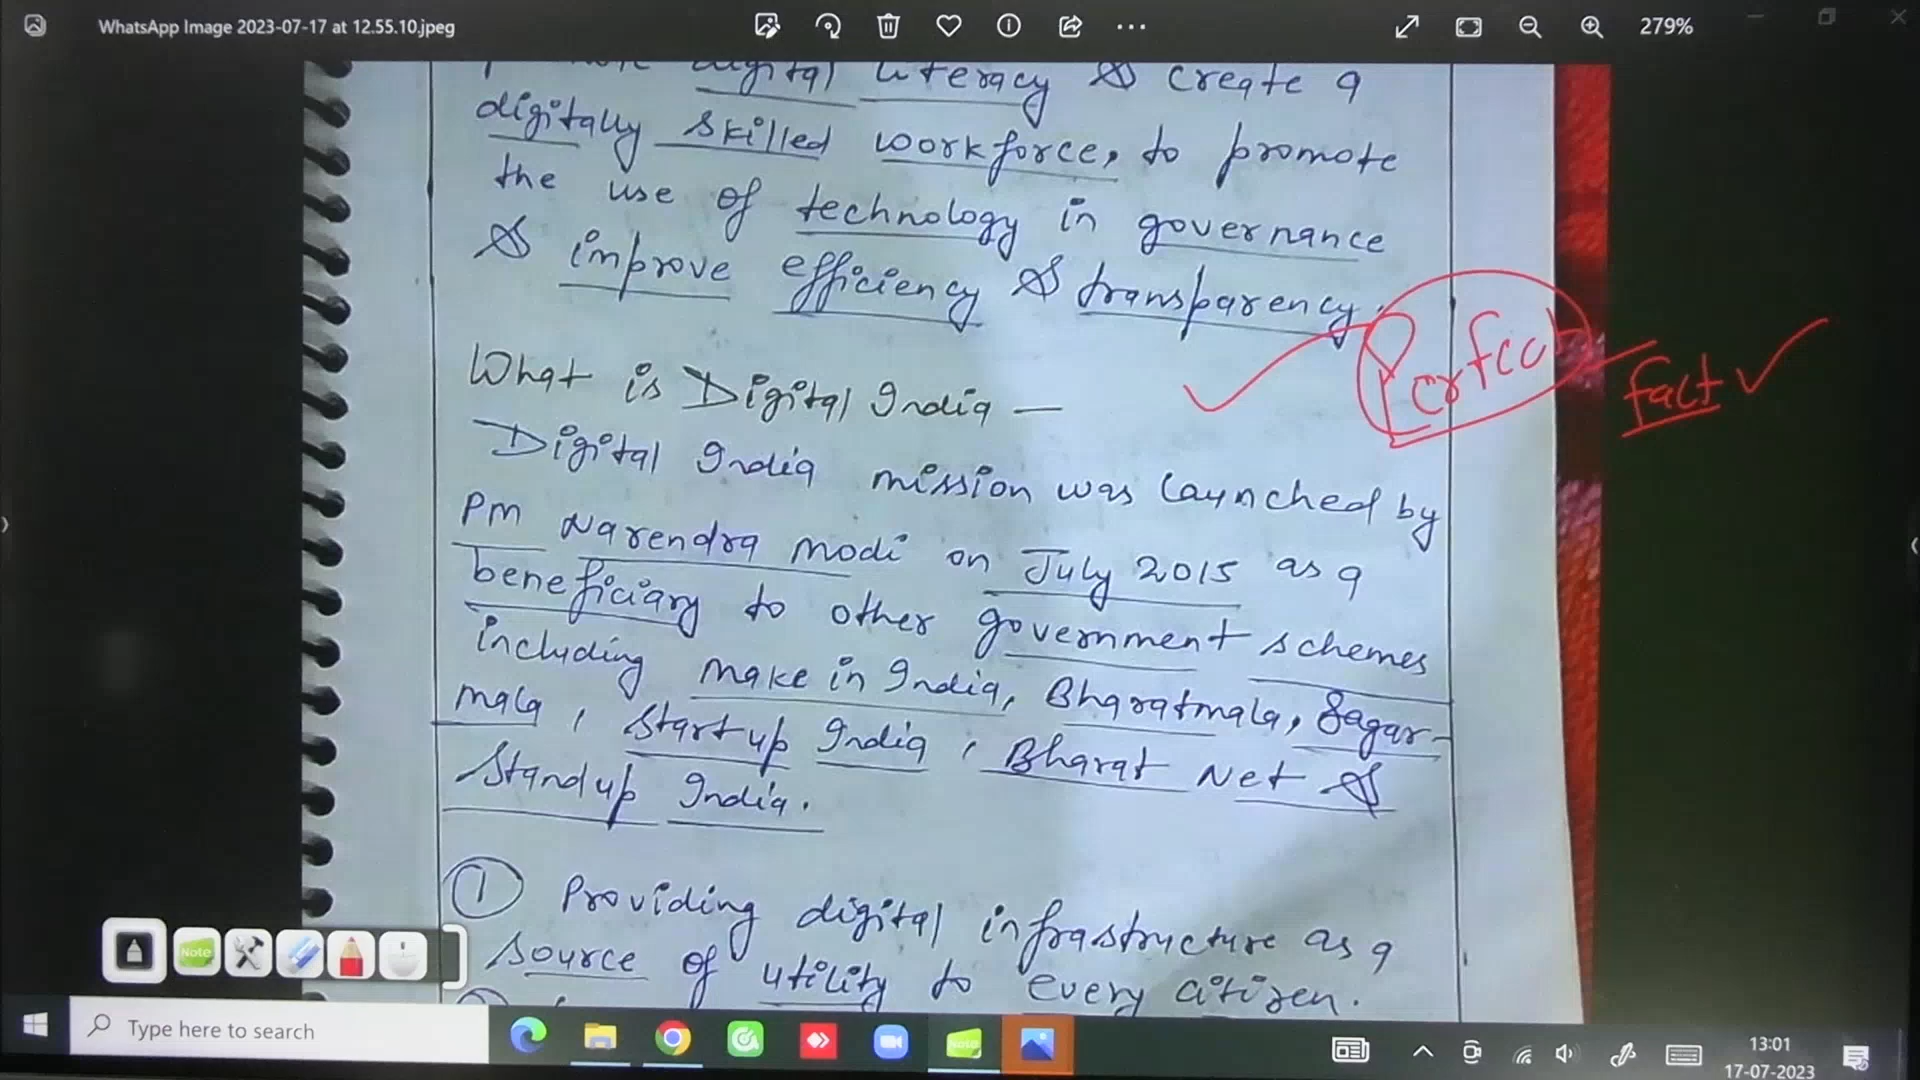 WhatsApp Image 2023-07-17 at 12.55.10.jpeg
279%
digital literacy & create a
digitally skilled workforce, to promote
the use of technology in governance
& improve efficiency & transparency.
Perfect
fact
What is Digital India —
Digital India mission was launched by
PM Narendra Modi on July 2015 as a
beneficiary to other government schemes
including Make in India, Bharatmala, Sagar-
mala, Startup India, Bharat Net &
Standup India.
① Providing digital infrastructure as a
source of utility to every citizen.
Note
Type here to search
Note
13:01
17-07-2023